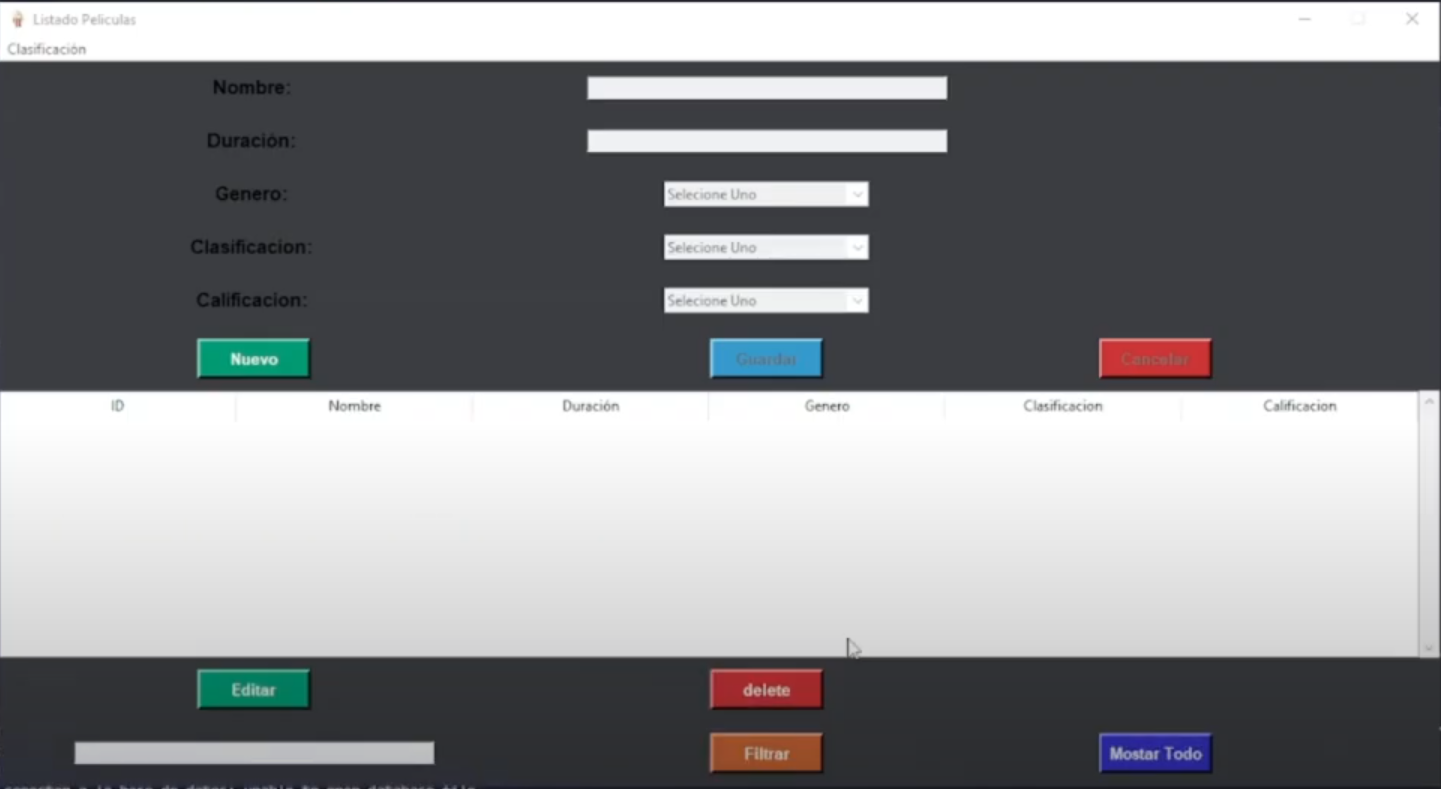 Listado Peliculas
Clasificación
Nombre:
Duración:
Genero:
Selecione Uno
Clasificacion:
Selecione Uno
Calificacion:
Selecione Uno
Nuevo Guardar Cancelar
ID Nombre Duración Genero Clasificacion Calificacion
Editar delete
Filtrar Mostar Todo